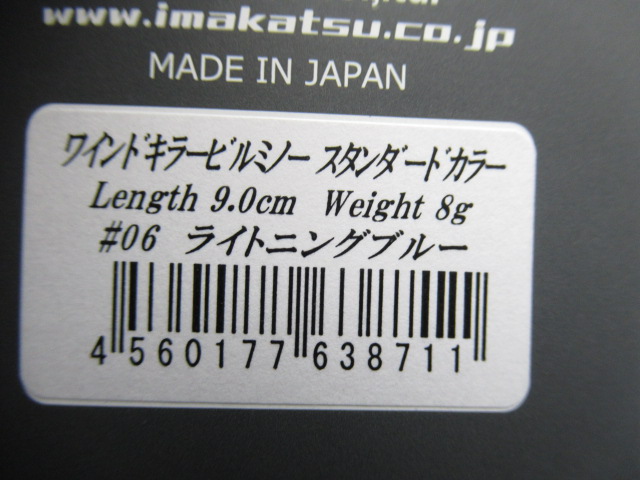 www.imakatsu.co.jp
MADE IN JAPAN
ワインドキラービルミノー スタンダードカラー
Length 9.0cm Weight 8g
#06 ライトニングブルー
4 560177 638711